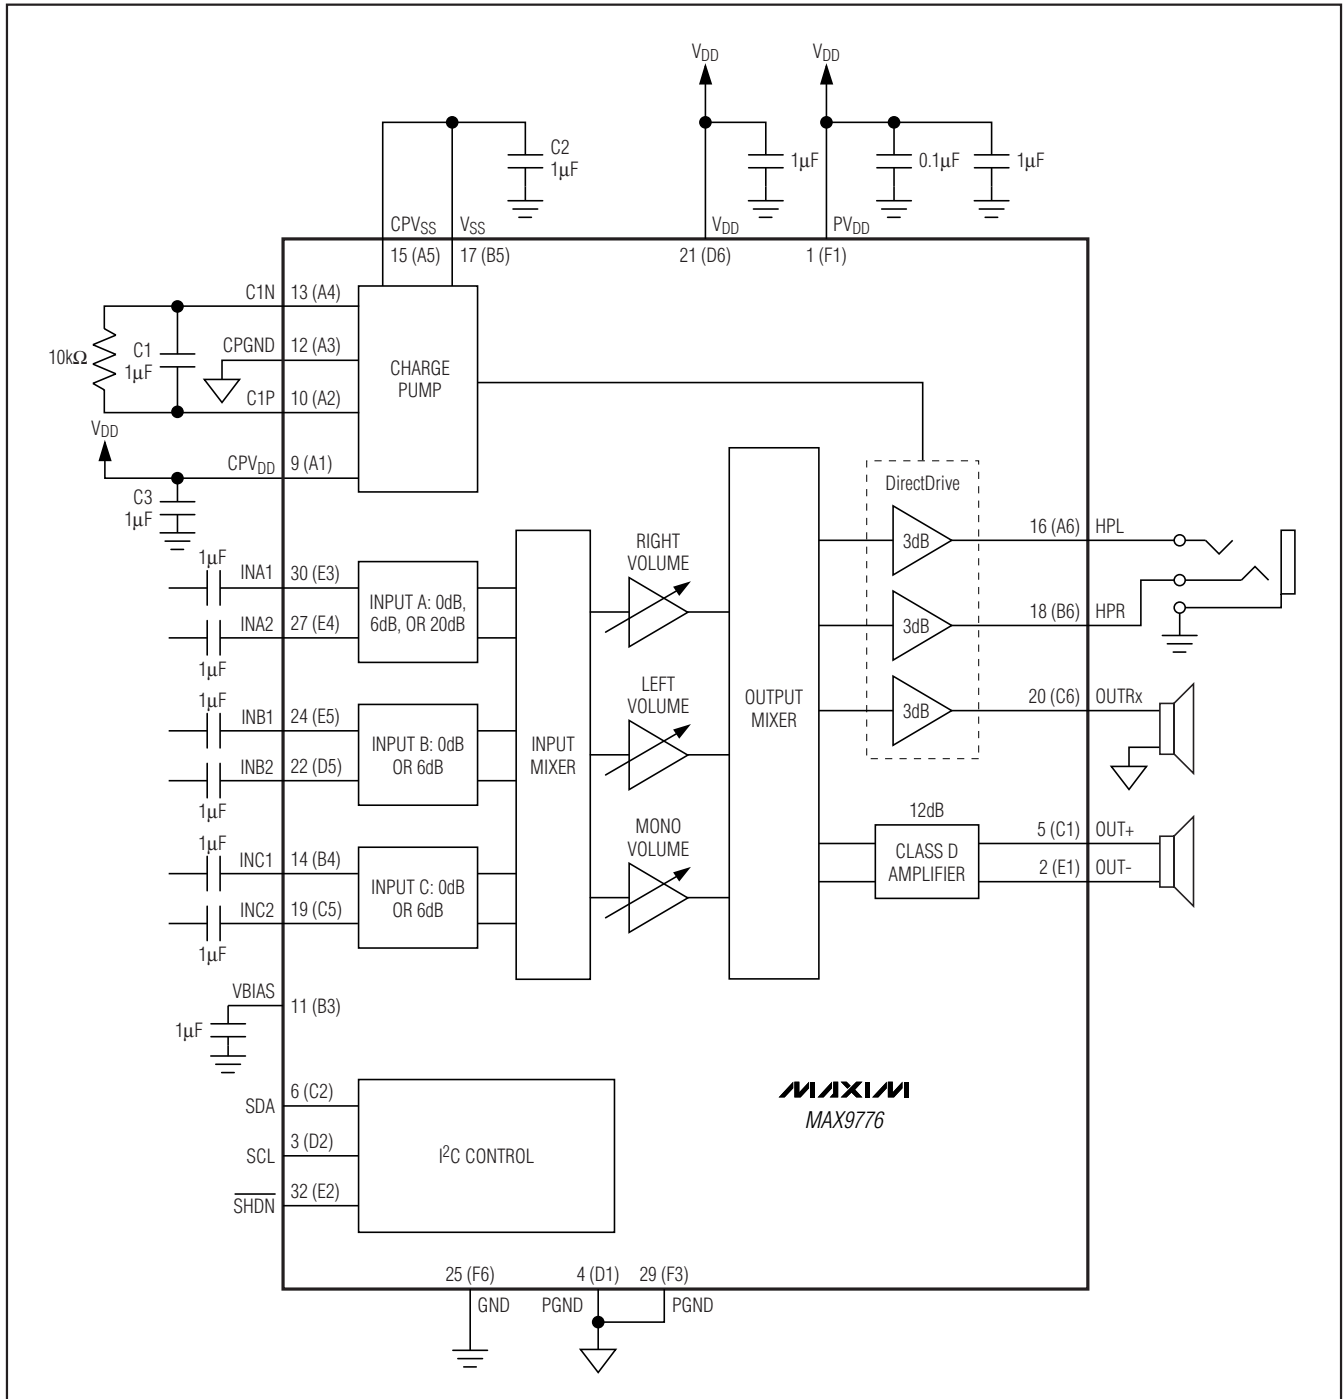 VDD VDD
C2
1µF
1µF 0.1µF 1µF
CPVSS VSS VDD PVDD
15 (A5) 17 (B5) 21 (D6) 1 (F1)
C1N 13 (A4)
10kΩ
C1
1µF
CPGND 12 (A3)
C1P 10 (A2)
CHARGE
PUMP
VDD
CPVDD 9 (A1)
C3
1µF
DirectDrive
1µF
INA1 30 (E3)
INPUT A: 0dB,
6dB, OR 20dB
INA2 27 (E4)
1µF
RIGHT
VOLUME
3dB
16 (A6) HPL
3dB
18 (B6) HPR
1µF
INB1 24 (E5)
INPUT B: 0dB
OR 6dB
INB2 22 (D5)
1µF
INPUT
MIXER
LEFT
VOLUME
OUTPUT
MIXER
3dB
20 (C6) OUTRx
1µF
INC1 14 (B4)
INPUT C: 0dB
OR 6dB
INC2 19 (C5)
1µF
MONO
VOLUME
12dB
CLASS D
AMPLIFIER
5 (C1) OUT+
2 (E1) OUT-
VBIAS
11 (B3)
1µF
SDA 6 (C2)
SCL 3 (D2)
SHDN 32 (E2)
I²C CONTROL
MAXIM
MAX9776
25 (F6) 4 (D1) 29 (F3)
GND PGND PGND